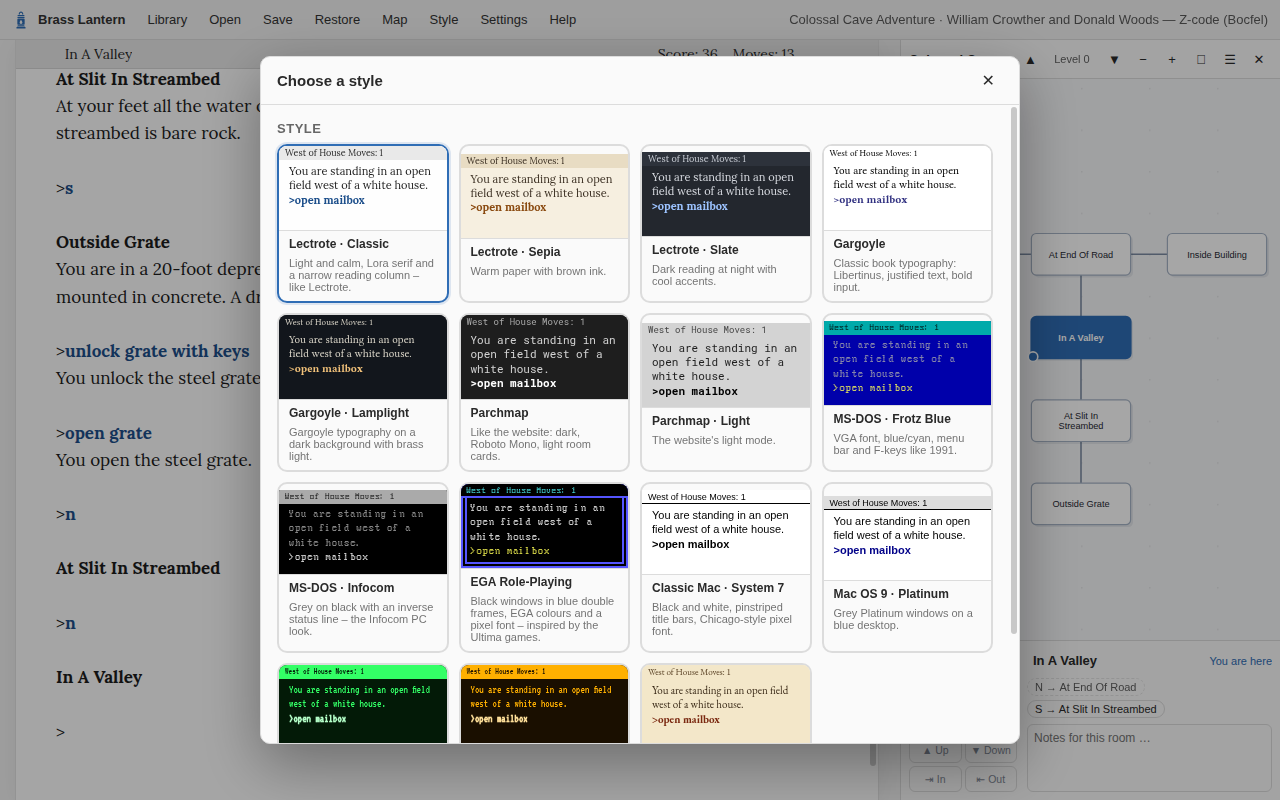 Brass Lantern Library Open Save Restore Map Style Settings Help Colossal Cave Adventure · William Crowther and Donald Woods — Z-code (Bocfel)
In A Valley Score: 36 Moves: 13
At Slit In Streambed
At your feet all the water
streambed is bare rock.
>s
Outside Grate
You are in a 20-foot depre
mounted in concrete. A
>unlock grate with keys
You unlock the steel grate
>open grate
You open the steel grate.
>n
At Slit In Streambed
>n
In A Valley
>
Choose a style ✕
STYLE
West of House Moves: 1
You are standing in an open
field west of a white house.
>open mailbox
Lectrote · Classic
Light and calm, Lora serif and
a narrow reading column –
like Lectrote.
West of House Moves: 1
You are standing in an open
field west of a white house.
>open mailbox
Lectrote · Sepia
Warm paper with brown ink.
West of House Moves: 1
You are standing in an open
field west of a white house.
>open mailbox
Lectrote · Slate
Dark reading at night with
cool accents.
West of House Moves: 1
You are standing in an open
field west of a white house.
>open mailbox
Gargoyle
Classic book typography:
Libertinus, justified text, bold
input.
West of House Moves: 1
You are standing in an open
field west of a white house.
>open mailbox
Gargoyle · Lamplight
Gargoyle typography on a
dark background with brass
light.
West of House Moves: 1
You are standing in an
open field west of a
white house.
>open mailbox
Parchmap
Like the website: dark,
Roboto Mono, light room
cards.
West of House Moves: 1
You are standing in an
open field west of a
white house.
>open mailbox
Parchmap · Light
The website's light mode.
West of House Moves: 1
You are standing in an
open field west of a
white house.
>open mailbox
MS-DOS · Frotz Blue
VGA font, blue/cyan, menu
bar and F-keys like 1991.
West of House Moves: 1
You are standing in an
open field west of a
white house.
>open mailbox
MS-DOS · Infocom
Grey on black with an inverse
status line – the Infocom PC
look.
West of House Moves: 1
You are standing in an
open field west of a
white house.
>open mailbox
EGA Role-Playing
Black windows in blue double
frames, EGA colours and a
pixel font – inspired by the
Ultima games.
West of House Moves: 1
You are standing in an open
field west of a white house.
>open mailbox
Classic Mac · System 7
Black and white, pinstriped
title bars, Chicago-style pixel
font.
West of House Moves: 1
You are standing in an open
field west of a white house.
>open mailbox
Mac OS 9 · Platinum
Grey Platinum windows on a
blue desktop.
West of House Moves: 1
You are standing in an open field
west of a white house.
>open mailbox
West of House Moves: 1
You are standing in an open field
west of a white house.
>open mailbox
West of House Moves: 1
You are standing in an open field
west of a white house.
>open mailbox
▲ Level 0 ▼ − + ☰ ✕
At End Of Road
Inside Building
In A Valley
At Slit In
Streambed
Outside Grate
In A Valley You are here
N → At End Of Road
S → At Slit In Streambed
Notes for this room …
▲ Up ▼ Down
⇥ In ⇤ Out